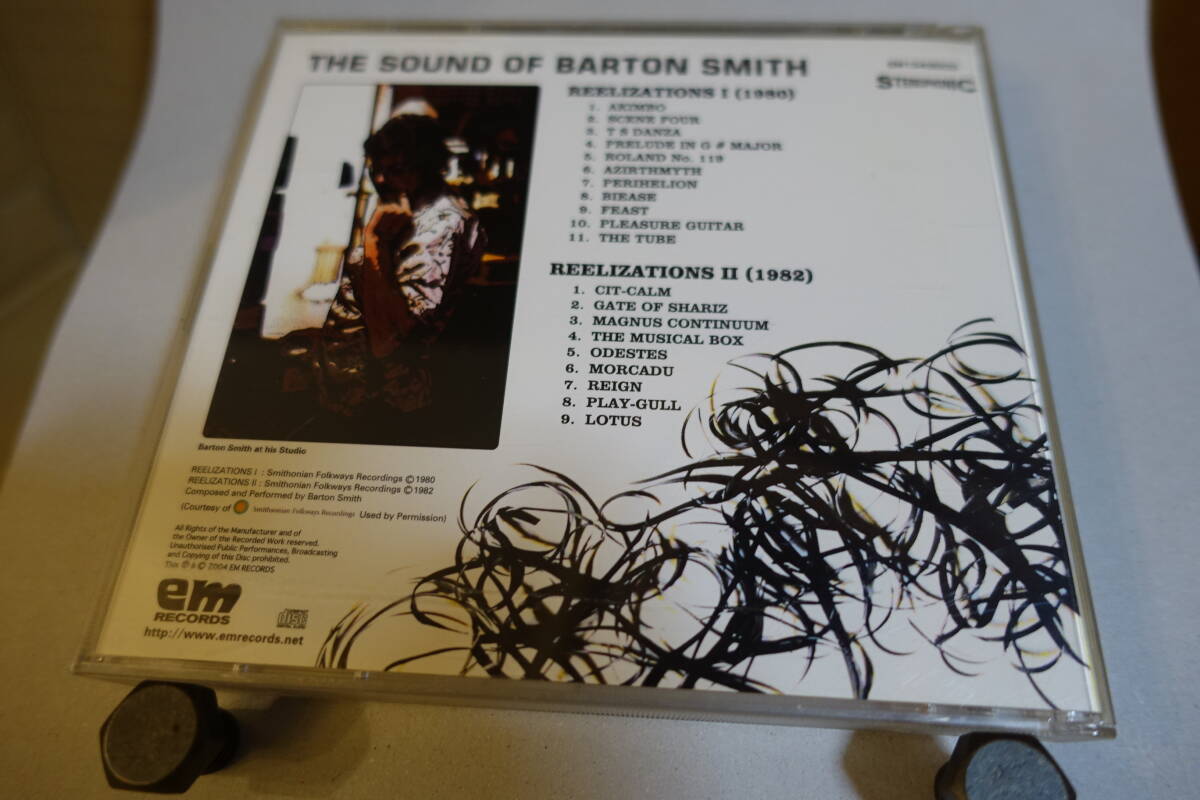 THE SOUND OF BARTON SMITH
STEREOPHONIC
REELIZATIONS I (1980)
1. AKIMBO
2. SCENE FOUR
3. T S DANZA
4. PRELUDE IN G # MAJOR
5. ROLAND No. 119
6. AZIRTHMYTH
7. PERIHELION
8. BIEASE
9. FEAST
10. PLEASURE GUITAR
11. THE TUBE
REELIZATIONS II (1982)
1. CIT-CALM
2. GATE OF SHARIZ
3. MAGNUS CONTINUUM
4. THE MUSICAL BOX
5. ODESTES
6. MORCADU
7. REIGN
8. PLAY-GULL
9. LOTUS
Barton Smith at his Studio
REELIZATIONS I : Smithonian Folkways Recordings ©1980
REELIZATIONS II : Smithonian Folkways Recordings ©1982
Composed and Performed by Barton Smith
(Courtesy of Smithsonian Folkways Recordings Used by Permission)
All Rights of the Manufacturer and of
the Owner of the Recorded Work reserved.
Unauthorised Public Performances, Broadcasting
and Copying of this Disc prohibited.
This ℗ & © 2004 EM RECORDS
em
RECORDS
http://www.emrecords.net
disc